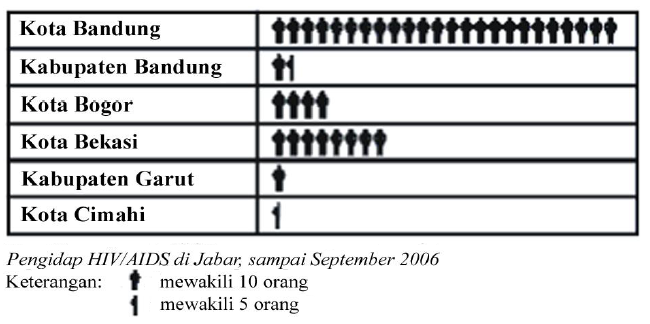 Kota Bandung
Kabupaten Bandung
Kota Bogor
Kota Bekasi
Kabupaten Garut
Kota Cimahi
Pengidap HIV/AIDS di Jabar, sampai September 2006
Keterangan: mewakili 10 orang
mewakili 5 orang